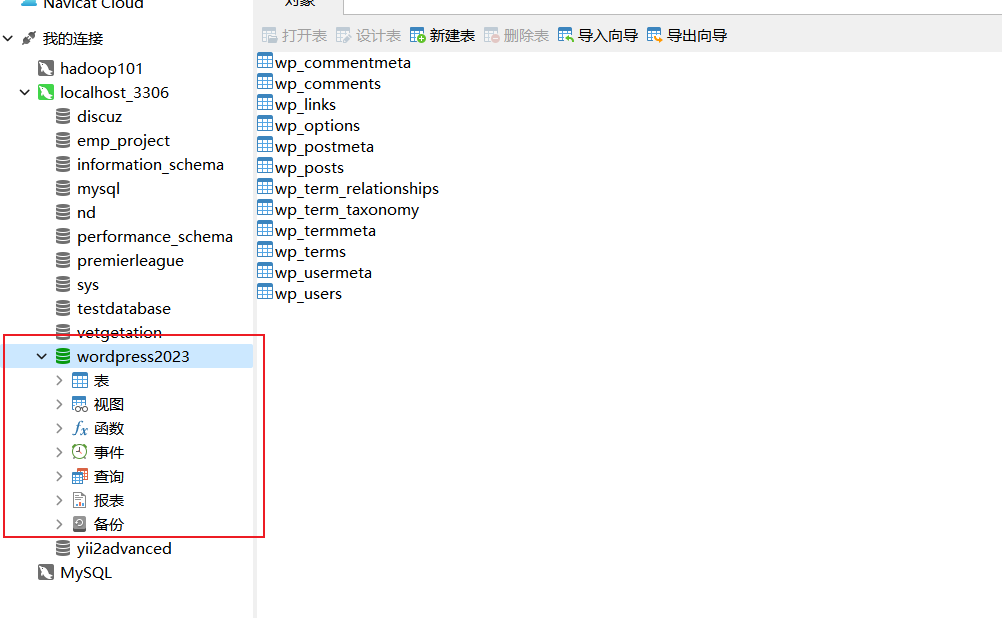 Navicat Cloud
我的连接
hadoop101
localhost_3306
discuz
emp_project
information_schema
mysql
nd
performance_schema
premierleague
sys
testdatabase
vetgetation
wordpress2023
表
视图
fx 函数
事件
查询
报表
备份
yii2advanced
MySQL
对象
打开表 设计表 新建表 删除表 导入向导 导出向导
wp_commentmeta
wp_comments
wp_links
wp_options
wp_postmeta
wp_posts
wp_term_relationships
wp_term_taxonomy
wp_termmeta
wp_terms
wp_usermeta
wp_users